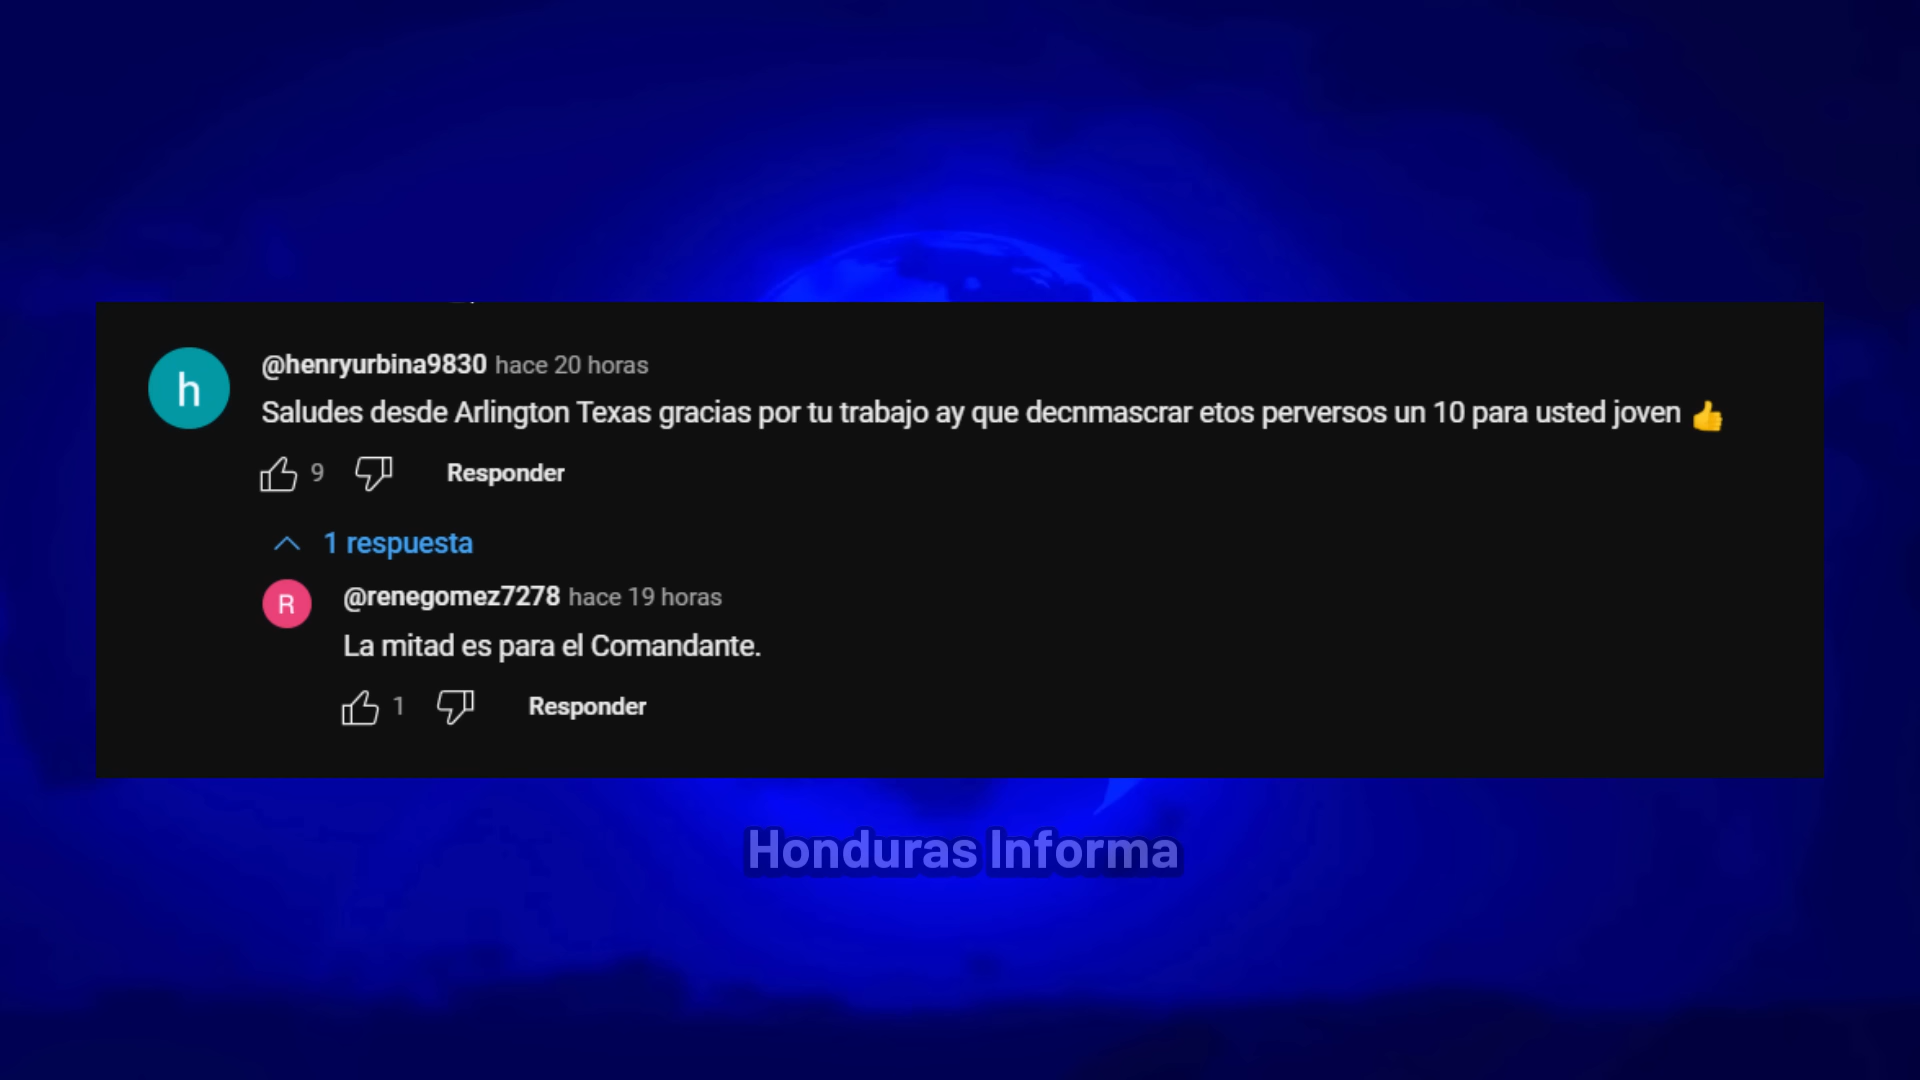 h
@henryurbina9830 hace 20 horas
Saludes desde Arlington Texas gracias por tu trabajo ay que decnmascrar etos perversos un 10 para usted joven 👍
9 Responder
1 respuesta
R
@renegomez7278 hace 19 horas
La mitad es para el Comandante.
1 Responder
Honduras Informa